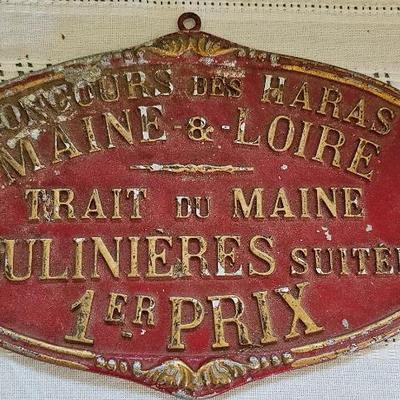 CONCOURS DES HARAS
MAINE-&-LOIRE
TRAIT DU MAINE
ULINIÈRES SUITÉE
1ER PRIX